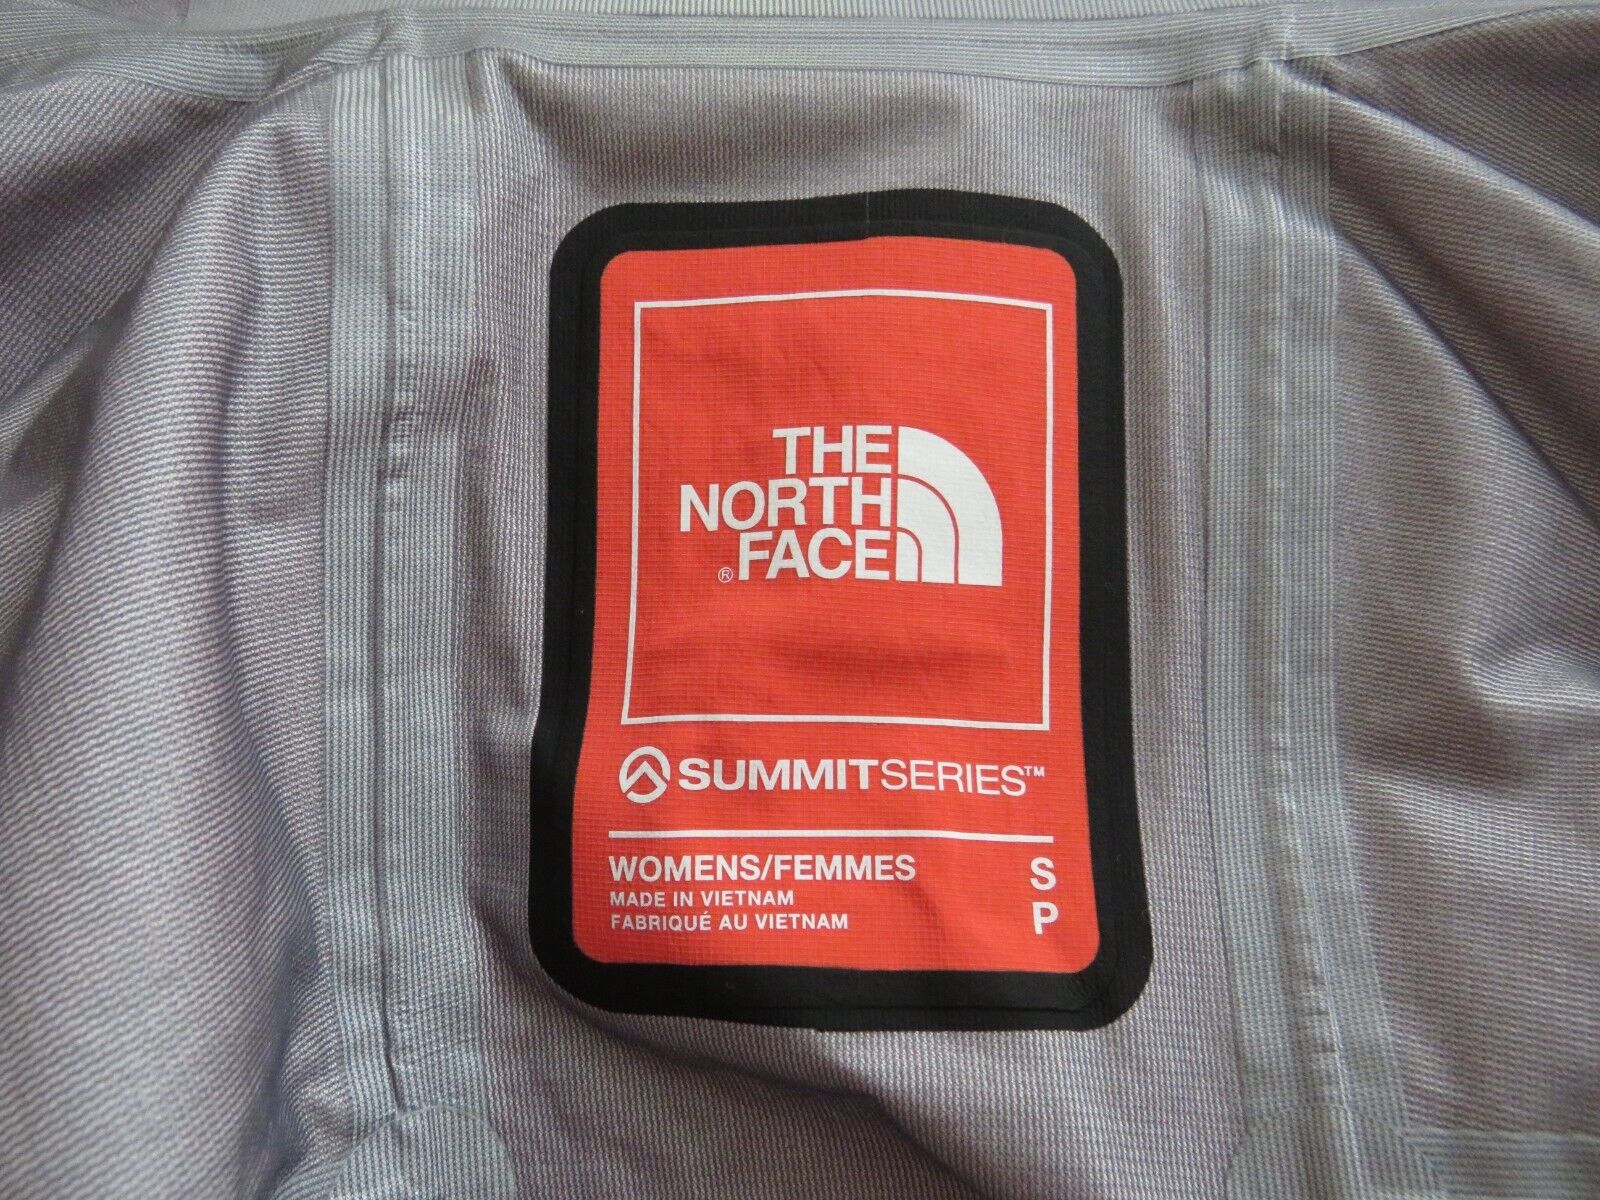 THE
NORTH
® FACE
SUMMITSERIES™
WOMENS/FEMMES S
MADE IN VIETNAM P
FABRIQUÉ AU VIETNAM